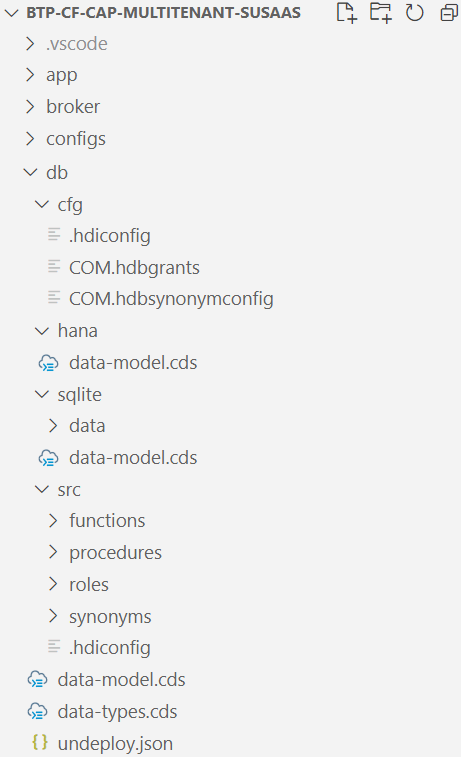 BTP-CF-CAP-MULTITENANT-SUSAAS
.vscode
app
broker
configs
db
cfg
.hdiconfig
COM.hdbgrants
COM.hdbsynonymconfig
hana
data-model.cds
sqlite
data
data-model.cds
src
functions
procedures
roles
synonyms
.hdiconfig
data-model.cds
data-types.cds
{} undeploy.json